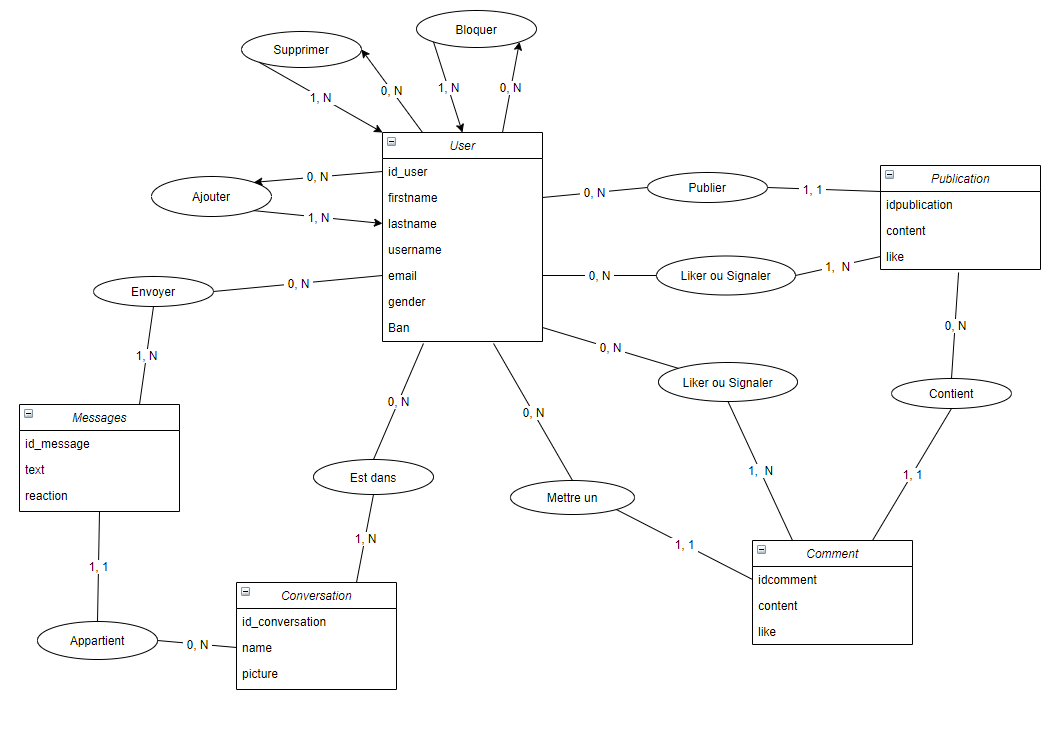 Bloquer
Supprimer
1, N
0, N
1, N
0, N
User
id_user
firstname
lastname
username
email
gender
Ban
Ajouter
0, N
1, N
0, N
Publier
1, 1
Publication
idpublication
content
like
0, N
Liker ou Signaler
1, N
Envoyer
0, N
1, N
0, N
Liker ou Signaler
1, N
0, N
Contient
1, 1
Messages
id_message
text
reaction
0, N
Est dans
1, N
0, N
Mettre un
1, 1
Comment
idcomment
content
like
1, 1
Appartient
0, N
Conversation
id_conversation
name
picture